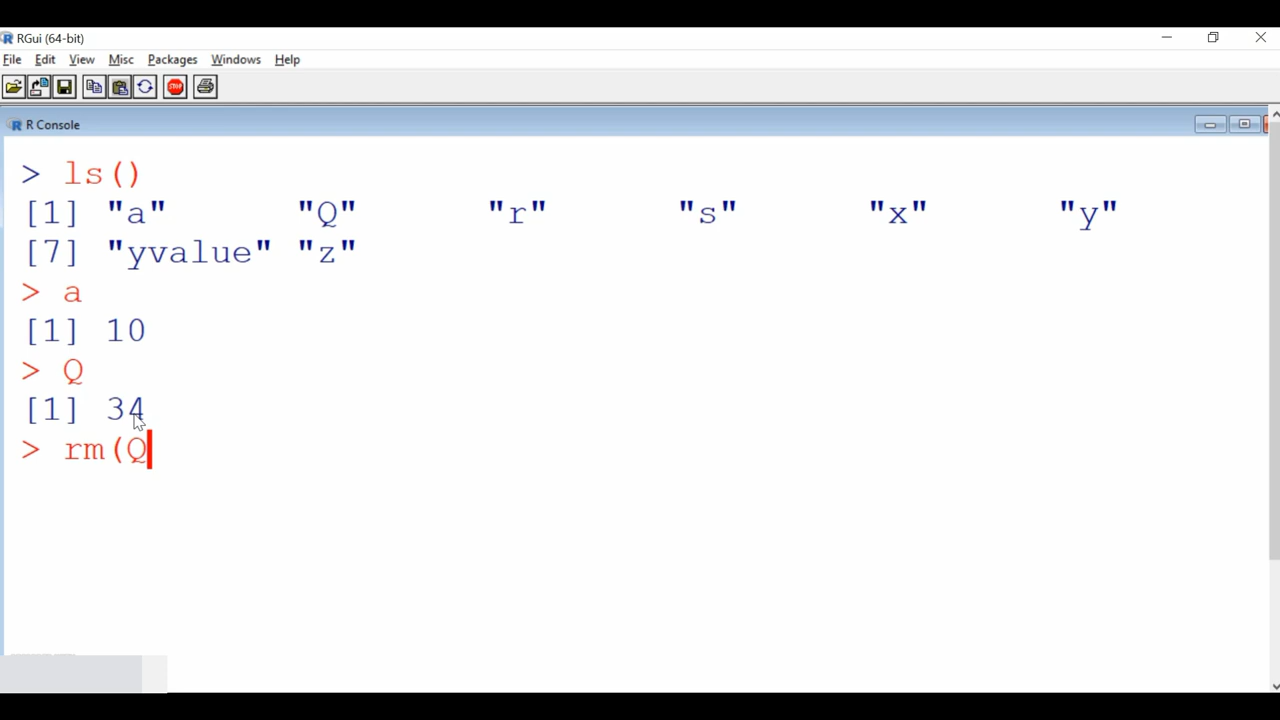 RGui (64-bit)
File Edit View Misc Packages Windows Help
STOP
R Console
> ls()
[1] "a" "Q" "r" "s" "x" "y"
[7] "yvalue" "z"
> a
[1] 10
> Q
[1] 34
> rm(Q